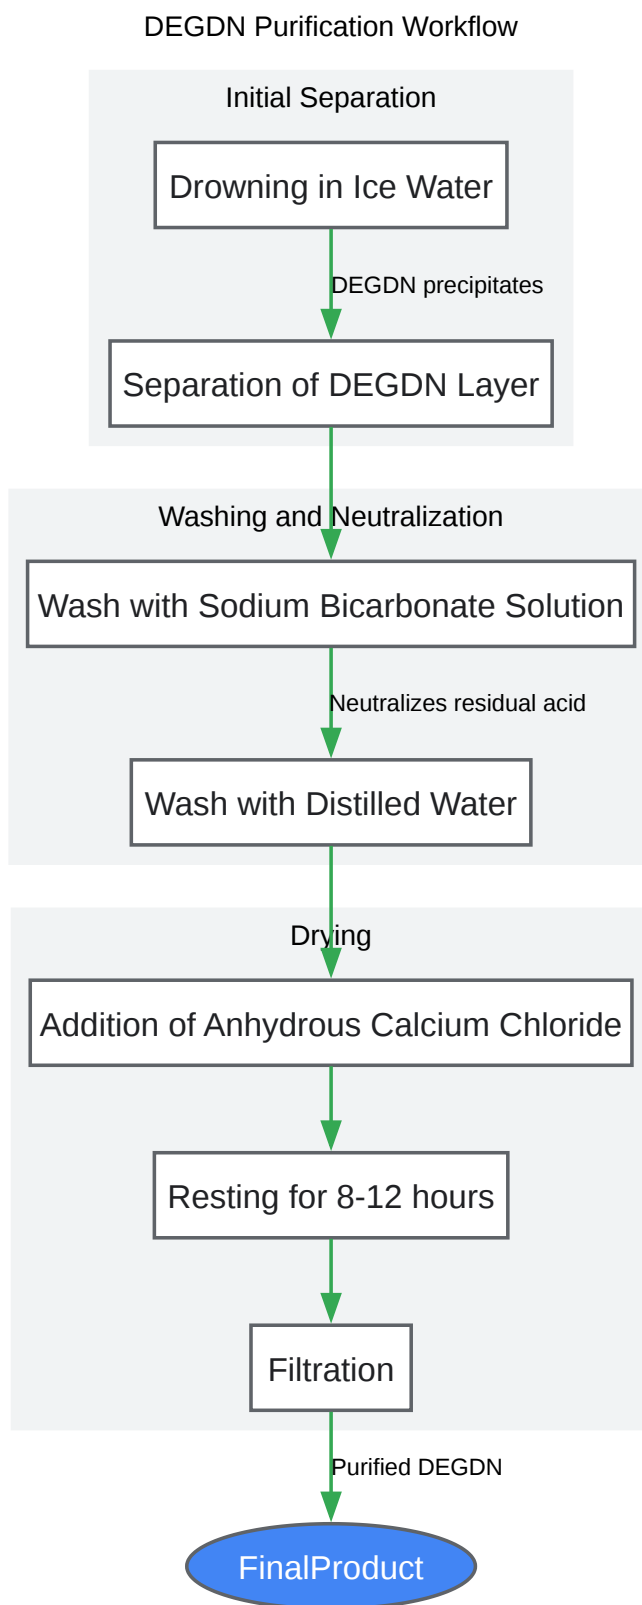 DEGDN Purification Workflow
Initial Separation
Drowning in Ice Water
DEGDN precipitates
Separation of DEGDN Layer
Washing and Neutralization
Wash with Sodium Bicarbonate Solution
Neutralizes residual acid
Wash with Distilled Water
Drying
Addition of Anhydrous Calcium Chloride
Resting for 8-12 hours
Filtration
Purified DEGDN
FinalProduct